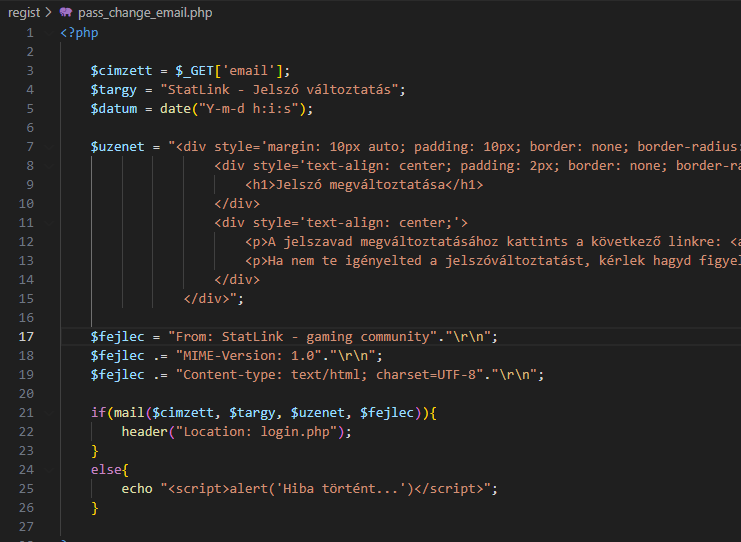 regist > pass_change_email.php
1 <?php
2
3 $cimzett = $_GET['email'];
4 $targy = "StatLink - Jelszó változtatás";
5 $datum = date("Y-m-d h:i:s");
6
7 $uzenet = "<div style='margin: 10px auto; padding: 10px; border: none; border-radius:
8 <div style='text-align: center; padding: 2px; border: none; border-ra
9 <h1>Jelszó megváltoztatása</h1>
10 </div>
11 <div style='text-align: center;'>
12 <p>A jelszavad megváltoztatásához kattints a következő linkre: <a
13 <p>Ha nem te igényelted a jelszóváltoztatást, kérlek hagyd figyel
14 </div>
15 </div>";
16
17 $fejlec = "From: StatLink - gaming community"."\r\n";
18 $fejlec .= "MIME-Version: 1.0"."\r\n";
19 $fejlec .= "Content-type: text/html; charset=UTF-8"."\r\n";
20
21 if(mail($cimzett, $targy, $uzenet, $fejlec)){
22 header("Location: login.php");
23 }
24 else{
25 echo "<script>alert('Hiba történt...')</script>";
26 }
27